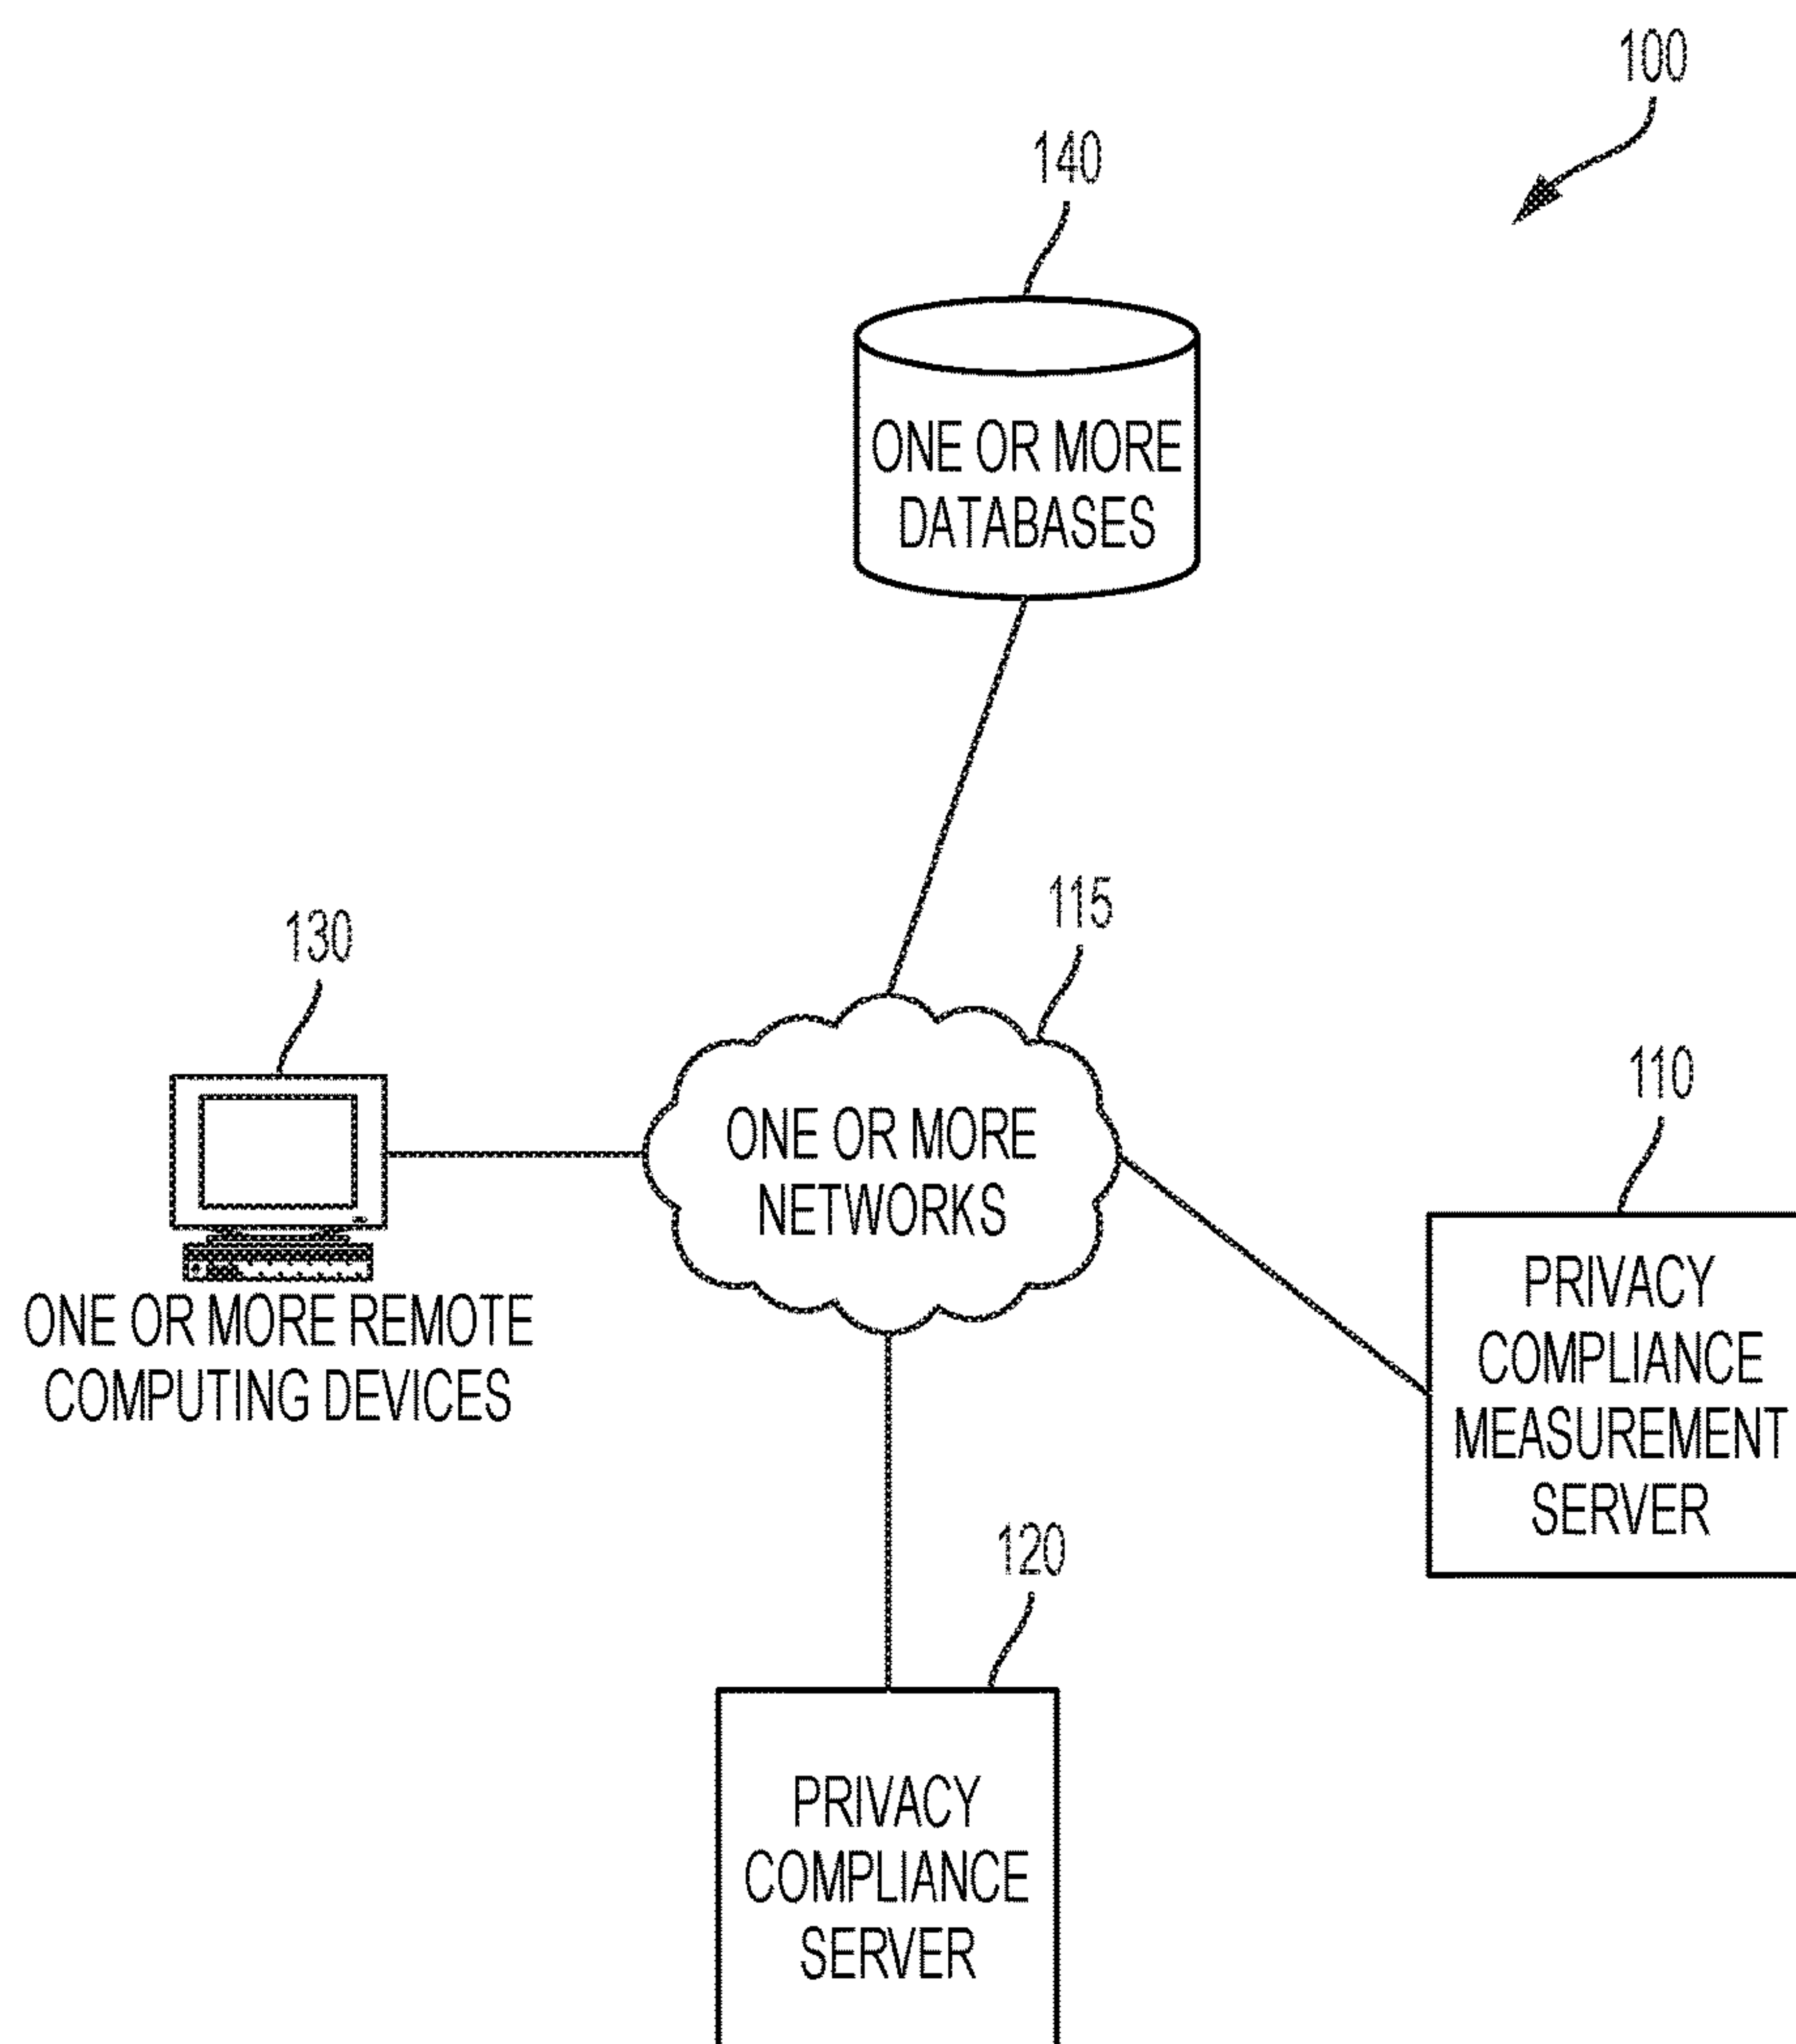 100
140
ONE OR MORE
DATABASES
115
130
ONE OR MORE
NETWORKS
110
ONE OR MORE REMOTE
COMPUTING DEVICES
PRIVACY
COMPLIANCE
MEASUREMENT
SERVER
120
PRIVACY
COMPLIANCE
SERVER